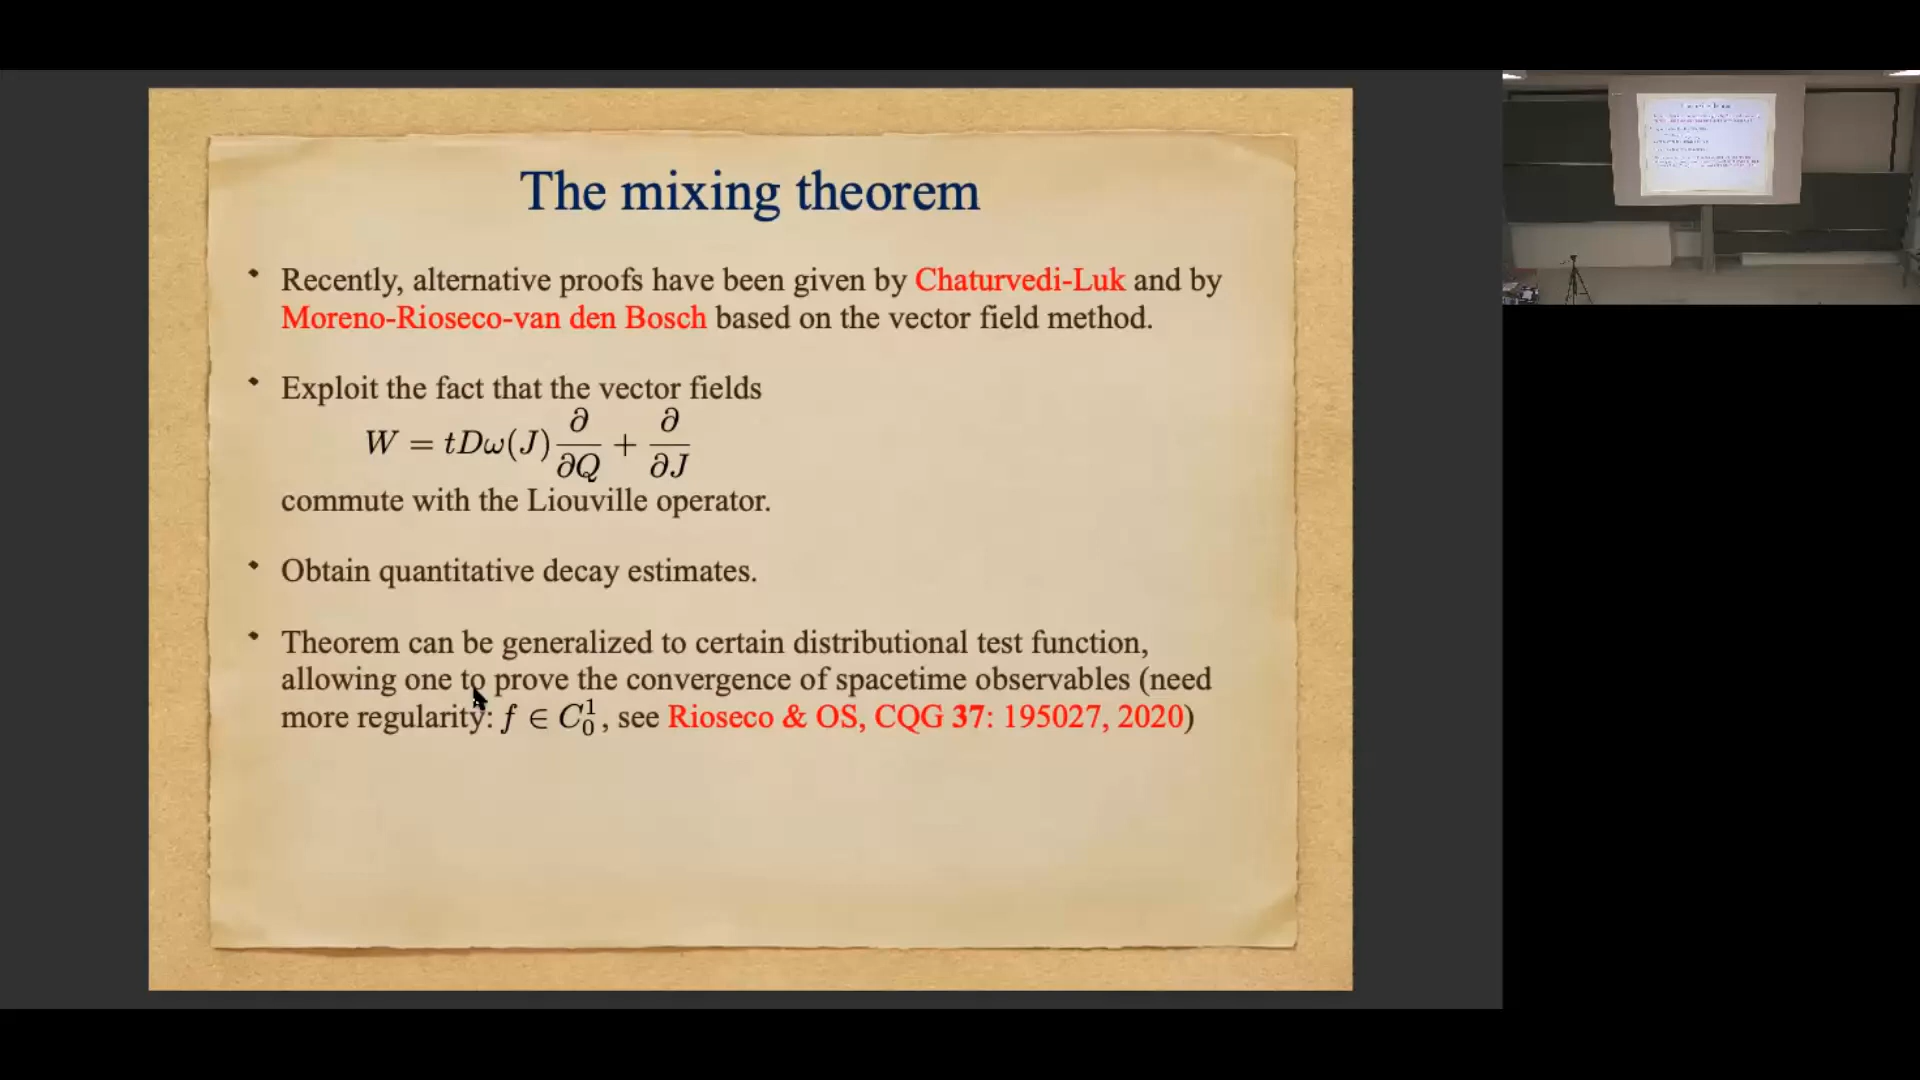 The mixing theorem
• Recently, alternative proofs have been given by Chaturvedi-Luk and by
Moreno-Rioseco-van den Bosch based on the vector field method.
• Exploit the fact that the vector fields
W = tDω(J) ∂/∂Q + ∂/∂J
commute with the Liouville operator.
• Obtain quantitative decay estimates.
• Theorem can be generalized to certain distributional test function,
allowing one to prove the convergence of spacetime observables (need
more regularity: f ∈ C₀¹, see Rioseco & OS, CQG 37: 195027, 2020)